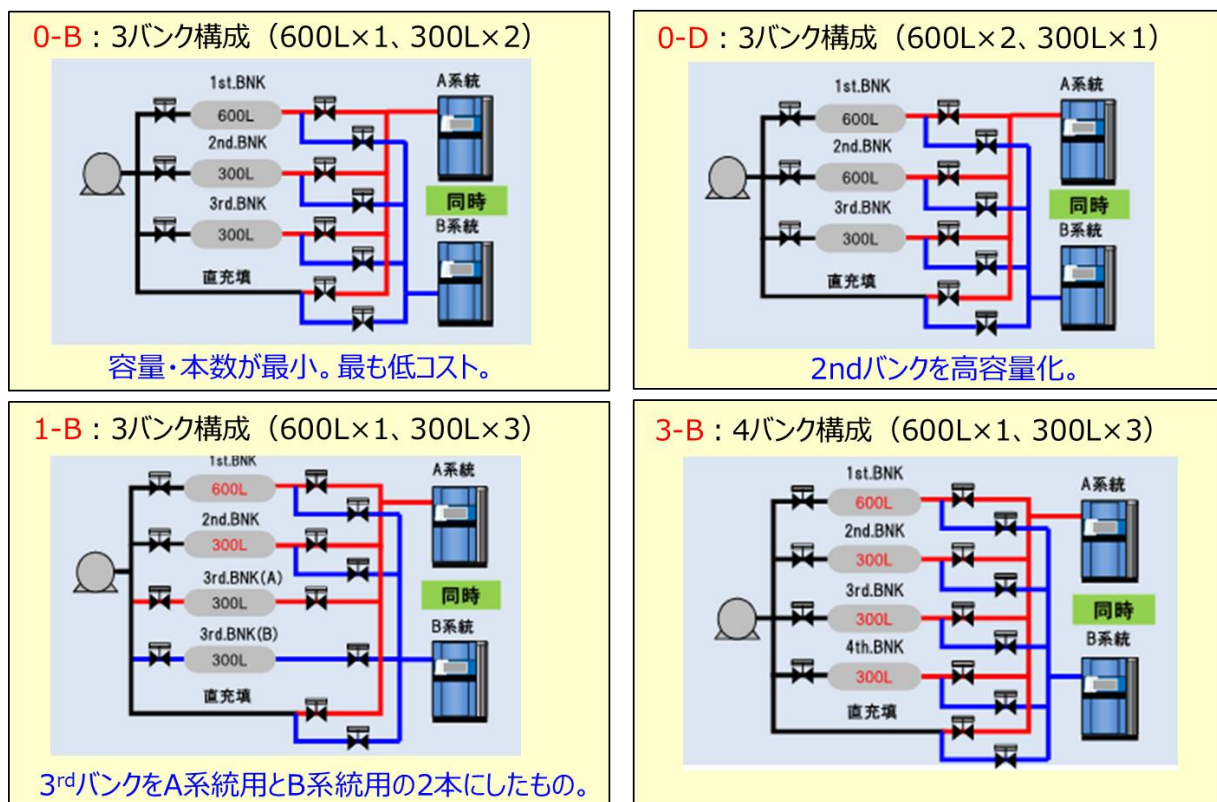 0-B：3バンク構成（600L×1、300L×2）
1st.BNK
A系統
600L
2nd.BNK
300L
3rd.BNK
同時
300L
B系統
直充填
容量・本数が最小。最も低コスト。
0-D：3バンク構成（600L×2、300L×1）
1st.BNK
A系統
600L
2nd.BNK
600L
3rd.BNK
同時
300L
B系統
直充填
2ndバンクを高容量化。
1-B：3バンク構成（600L×1、300L×3）
1st.BNK
A系統
600L
2nd.BNK
300L
3rd.BNK(A)
300L
同時
3rd.BNK(B)
B系統
300L
直充填
3rdバンクをA系統用とB系統用の2本にしたもの。
3-B：4バンク構成（600L×1、300L×3）
1st.BNK
A系統
600L
2nd.BNK
300L
3rd.BNK
300L
同時
4th.BNK
B系統
300L
直充填